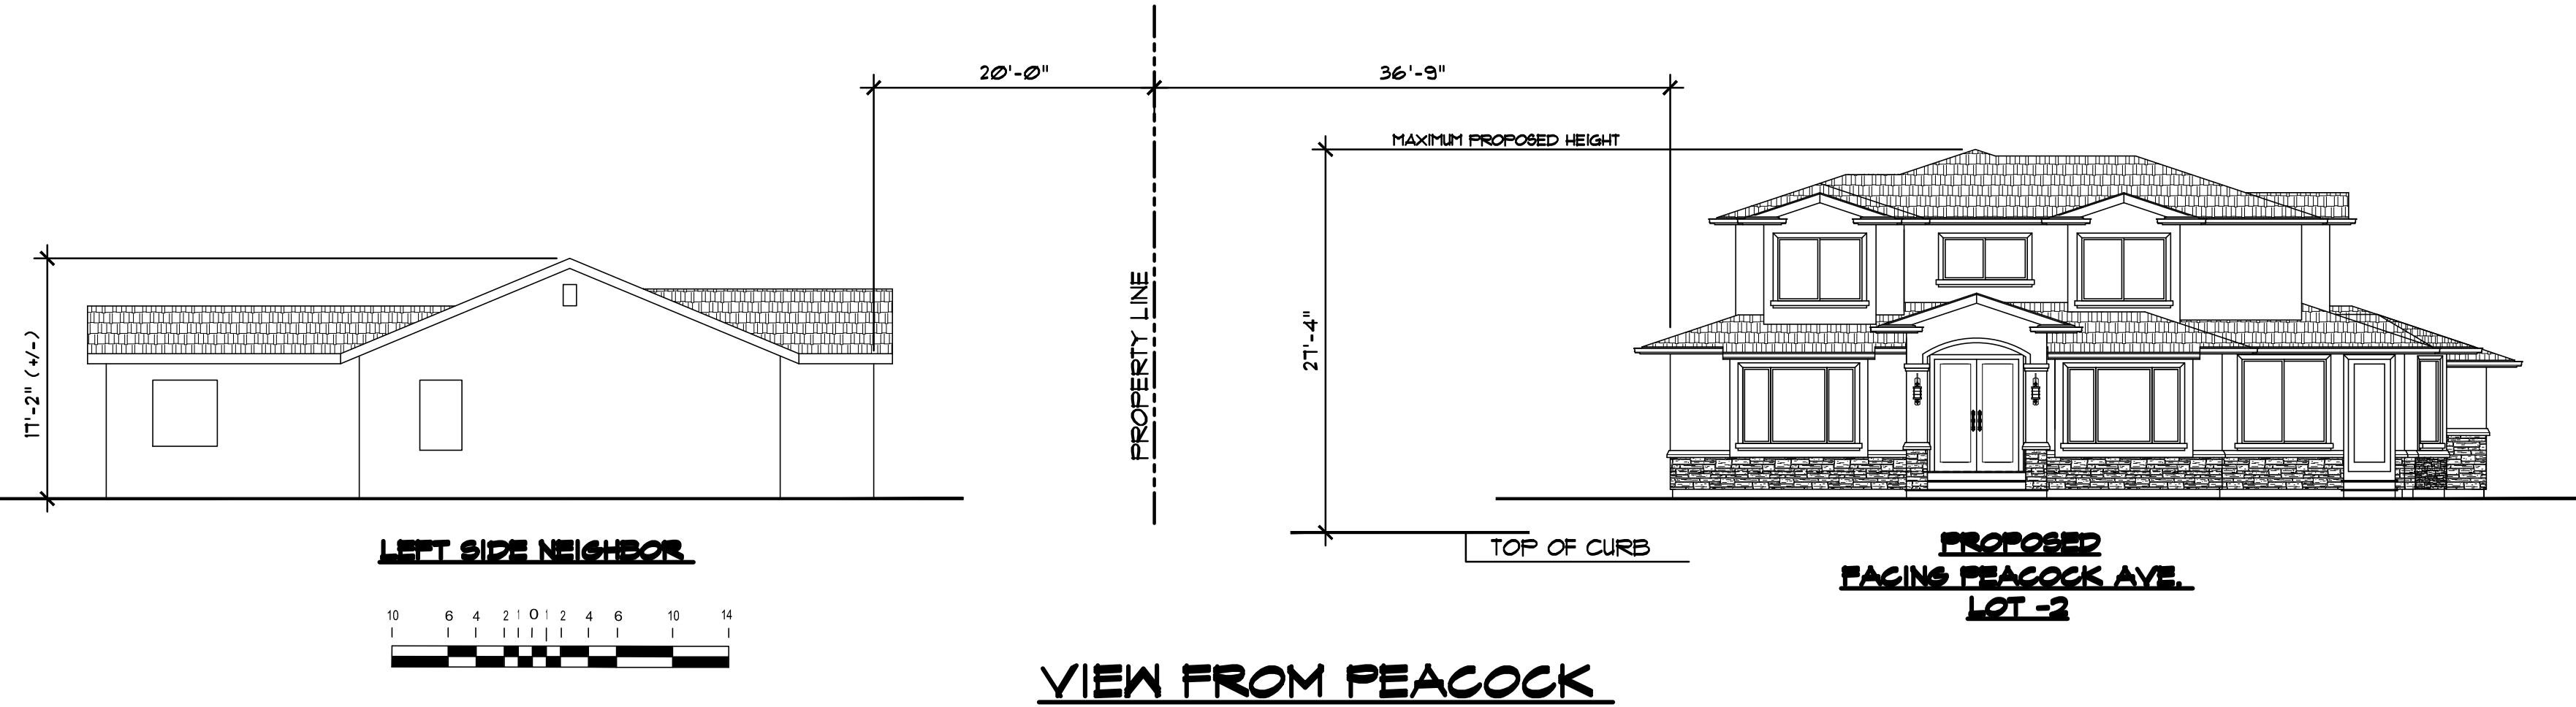 20'-0"
36'-9"
MAXIMUM PROPOSED HEIGHT
PROPERTY LINE
27'-4"
17'-2" (+/-)
TOP OF CURB
LEFT SIDE NEIGHBOR
PROPOSED
FACING PEACOCK AVE.
LOT -2
10 6 4 2 1 0 1 2 4 6 10 14
VIEW FROM PEACOCK